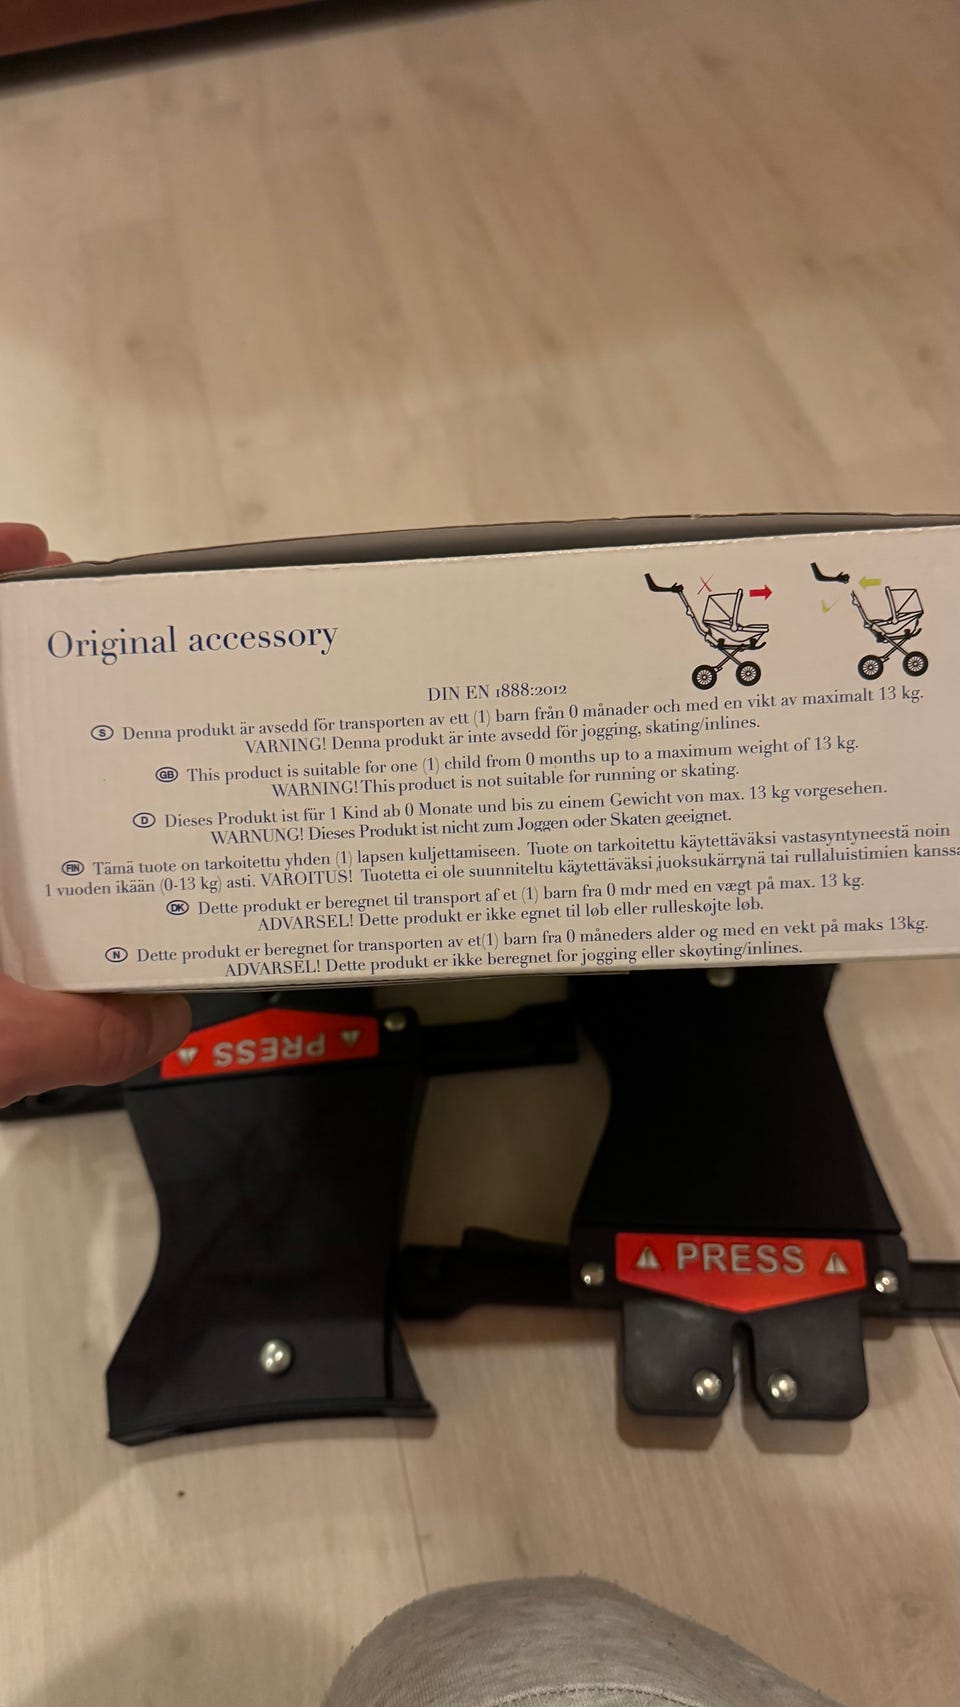 Original accessory
DIN EN 1888:2012
S Denna produkt är avsedd för transporten av ett (1) barn från 0 månader och med en vikt av maximalt 13 kg.
VARNING! Denna produkt är inte avsedd för jogging, skating/inlines.
GB This product is suitable for one (1) child from 0 months up to a maximum weight of 13 kg.
WARNING! This product is not suitable for running or skating.
D Dieses Produkt ist für 1 Kind ab 0 Monate und bis zu einem Gewicht von max. 13 kg vorgesehen.
WARNUNG! Dieses Produkt ist nicht zum Joggen oder Skaten geeignet.
FIN Tämä tuote on tarkoitettu yhden (1) lapsen kuljettamiseen. Tuote on tarkoitettu käytettäväksi vastasyntyneestä noin
1 vuoden ikään (0-13 kg) asti. VAROITUS! Tuotetta ei ole suunniteltu käytettäväksi juoksukärrynä tai rullaluistimien kanssa
DK Dette produkt er beregnet til transport af et (1) barn fra 0 mdr med en vægt på max. 13 kg.
ADVARSEL! Dette produkt er ikke egnet til løb eller rulleskøjte løb.
N Dette produkt er beregnet for transporten av et(1) barn fra 0 måneders alder og med en vekt på maks 13kg.
ADVARSEL! Dette produkt er ikke beregnet for jogging eller skøyting/inlines.
PRESS
PRESS